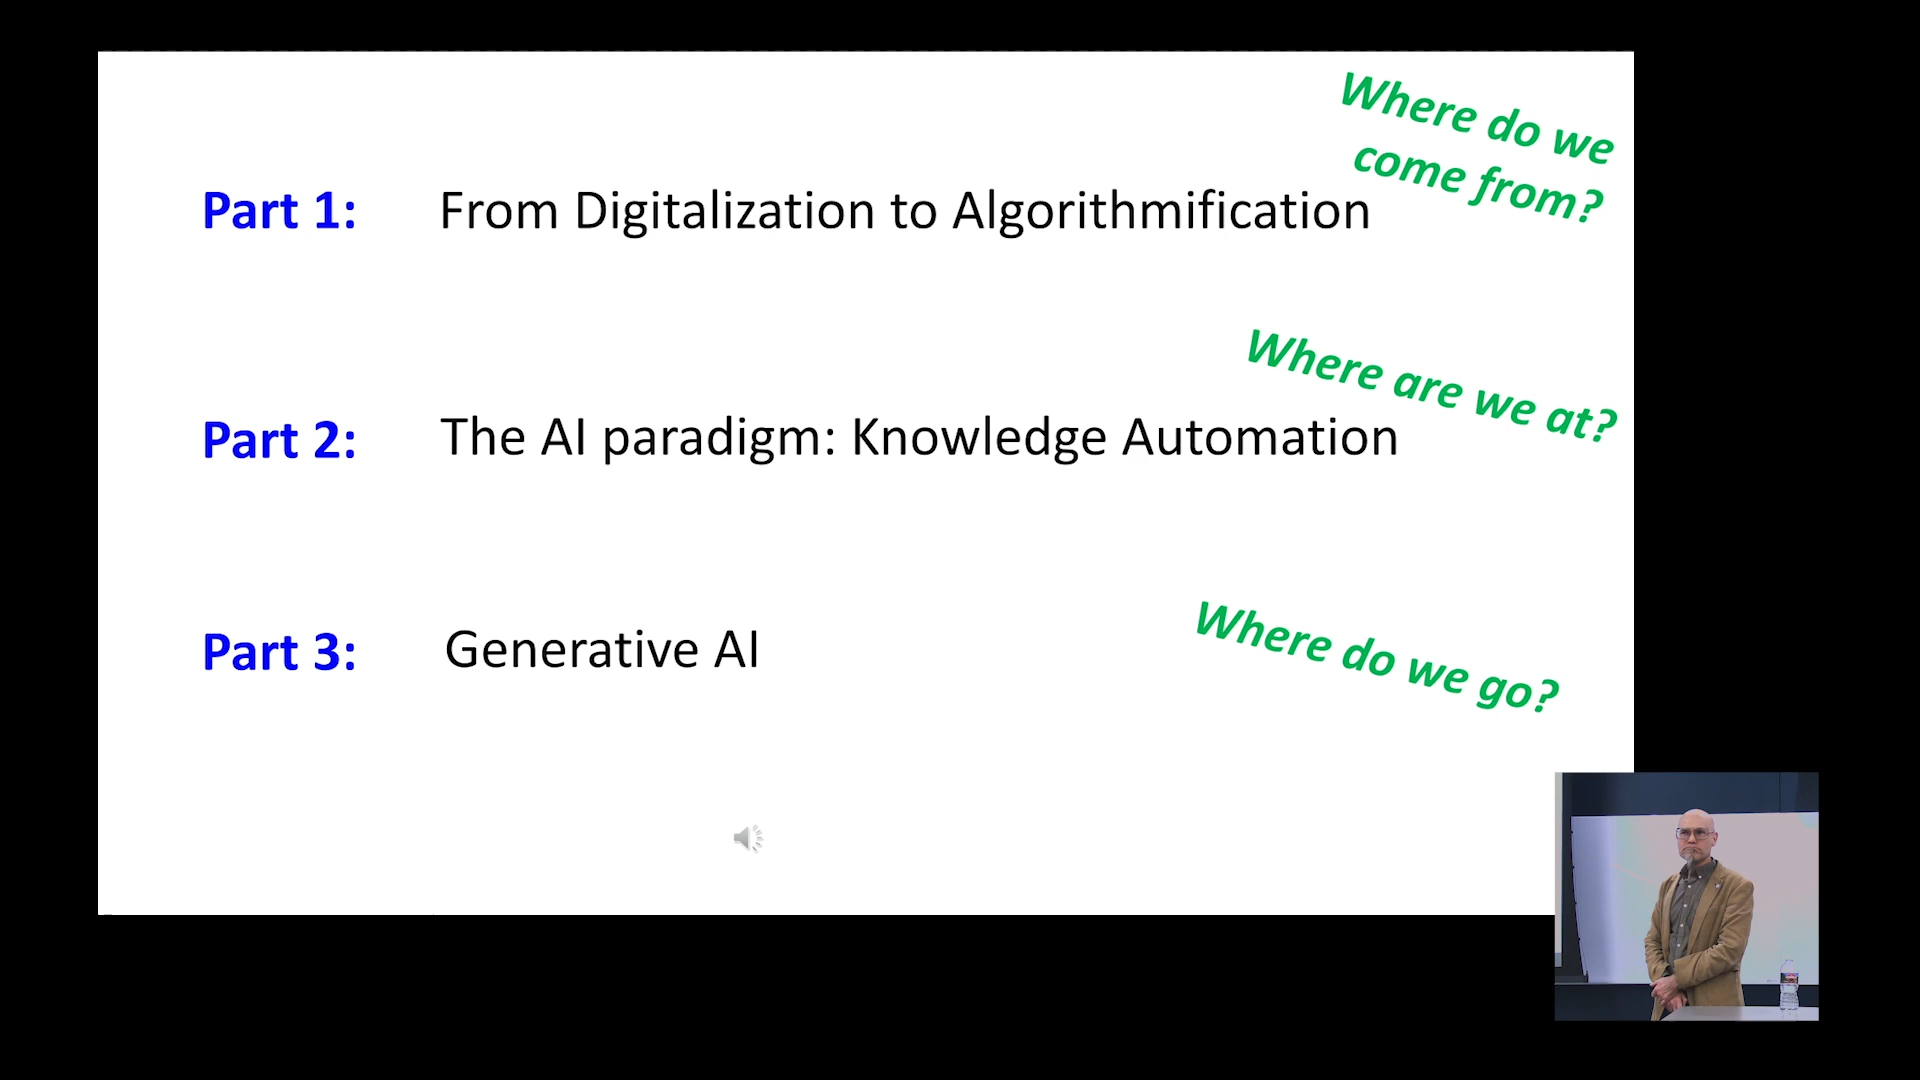 Where do we
come from?
Part 1: From Digitalization to Algorithmification
Where are we at?
Part 2: The AI paradigm: Knowledge Automation
Where do we go?
Part 3: Generative AI